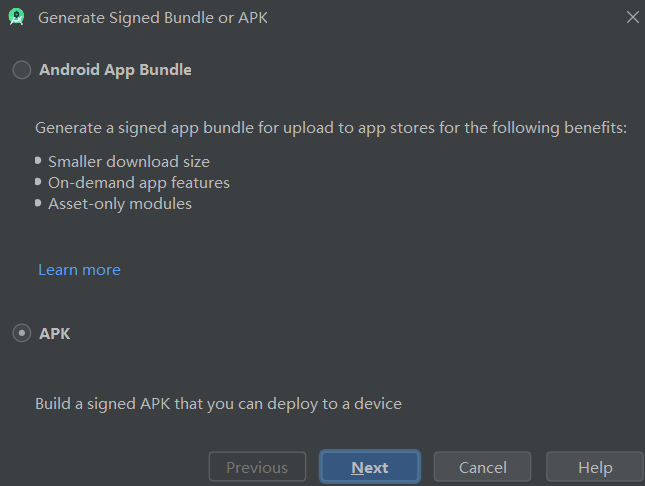 Generate Signed Bundle or APK
Android App Bundle
Generate a signed app bundle for upload to app stores for the following benefits:
Smaller download size
On-demand app features
Asset-only modules
Learn more
APK
Build a signed APK that you can deploy to a device
Previous Next Cancel Help